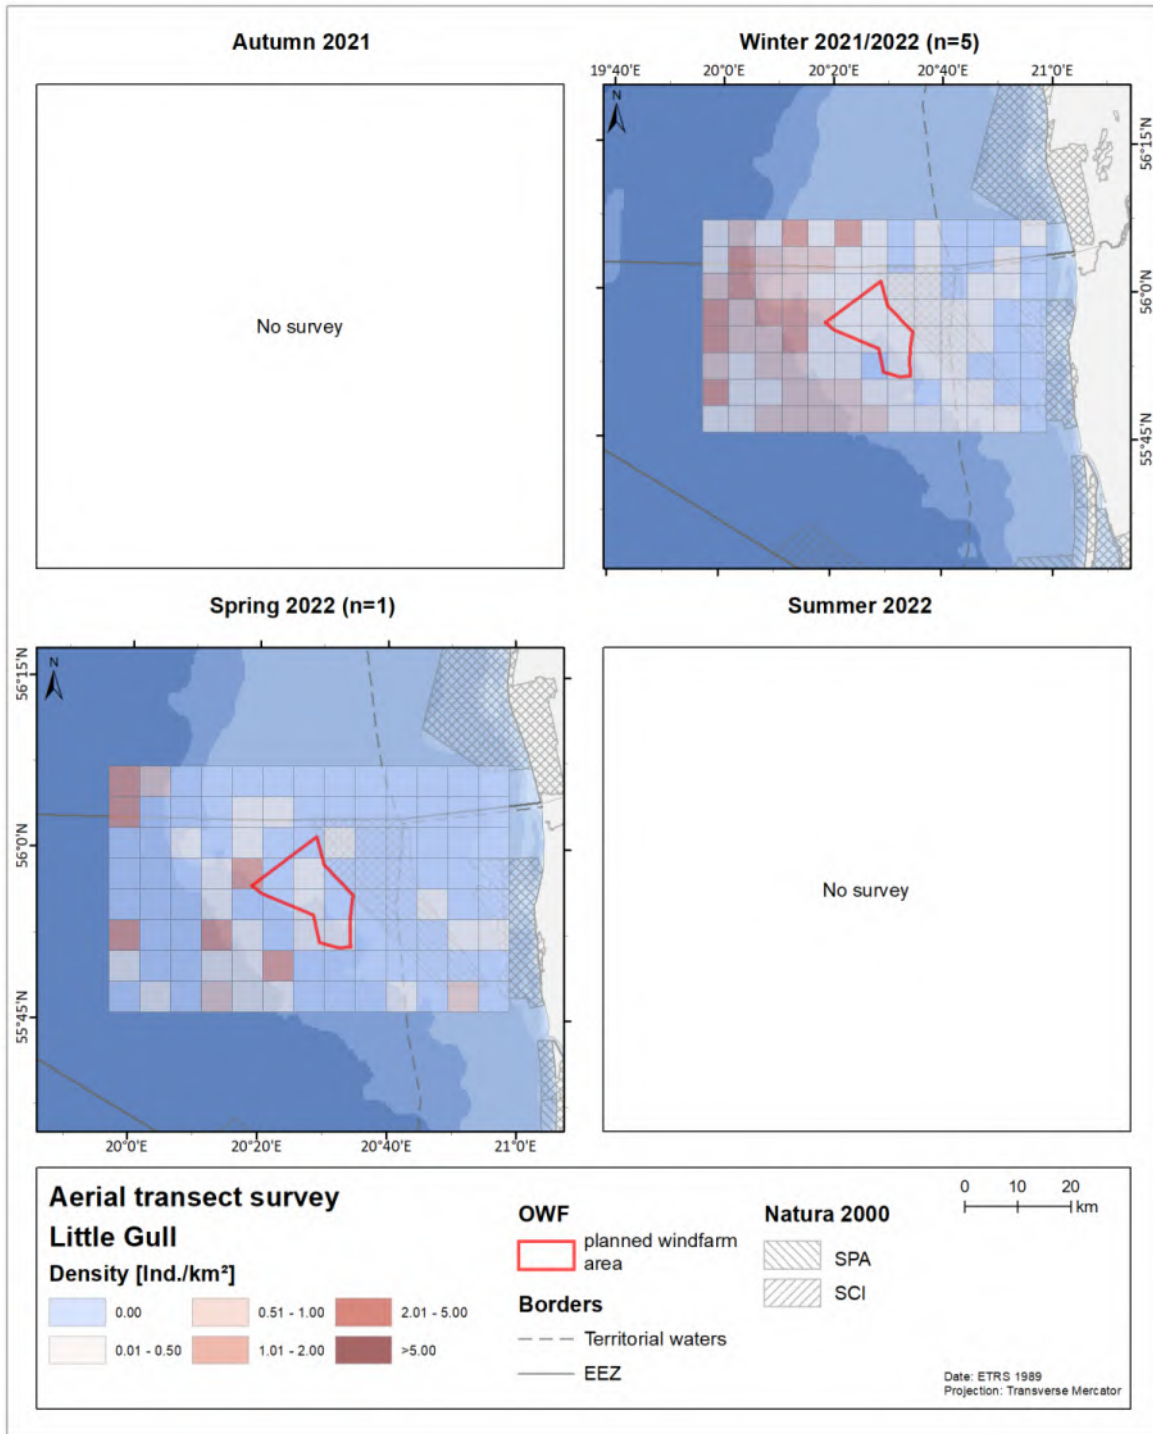 Autumn 2021
Winter 2021/2022 (n=5)
19°40'E 20°0'E 20°20'E 20°40'E 21°0'E
N
56°15'N
56°0'N
55°45'N
No survey
Spring 2022 (n=1)
Summer 2022
N
56°15'N
56°0'N
55°45'N
20°0'E 20°20'E 20°40'E 21°0'E
No survey
Aerial transect survey
Little Gull
Density [Ind./km²]
0.00
0.51 - 1.00
2.01 - 5.00
0.01 - 0.50
1.01 - 2.00
>5.00
OWF
planned windfarm
area
Borders
Territorial waters
EEZ
Natura 2000
SPA
SCI
0 10 20
km
Date: ETRS 1989
Projection: Transverse Mercator